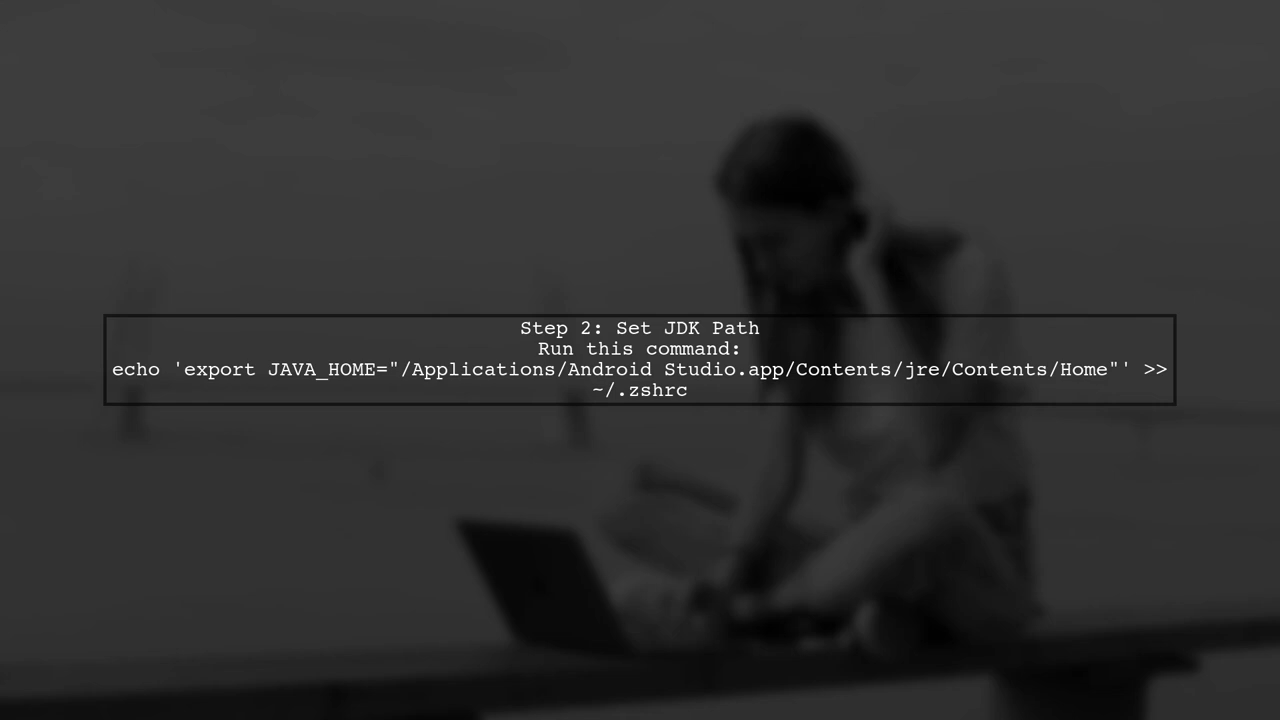 Step 2: Set JDK Path
Run this command:
echo 'export JAVA_HOME="/Applications/Android Studio.app/Contents/jre/Contents/Home"' >>
~/.zshrc